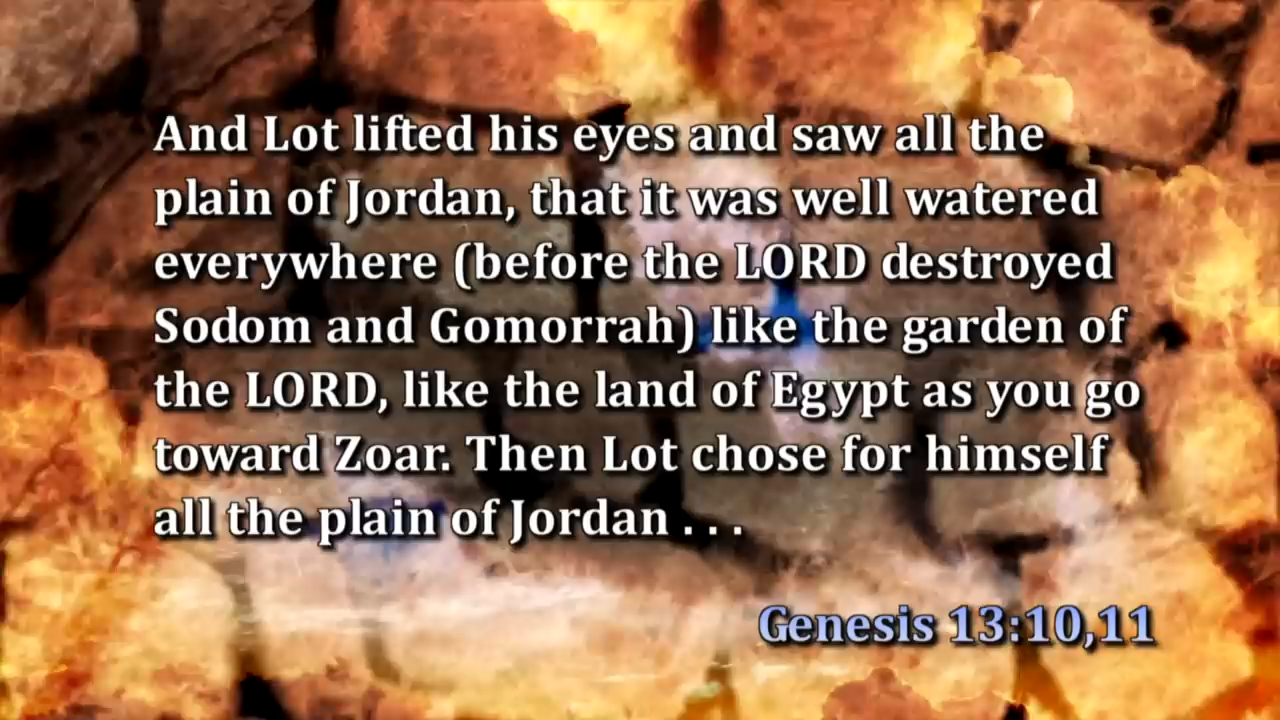 And Lot lifted his eyes and saw all the
plain of Jordan, that it was well watered
everywhere (before the LORD destroyed
Sodom and Gomorrah) like the garden of
the LORD, like the land of Egypt as you go
toward Zoar. Then Lot chose for himself
all the plain of Jordan . . .
Genesis 13:10,11